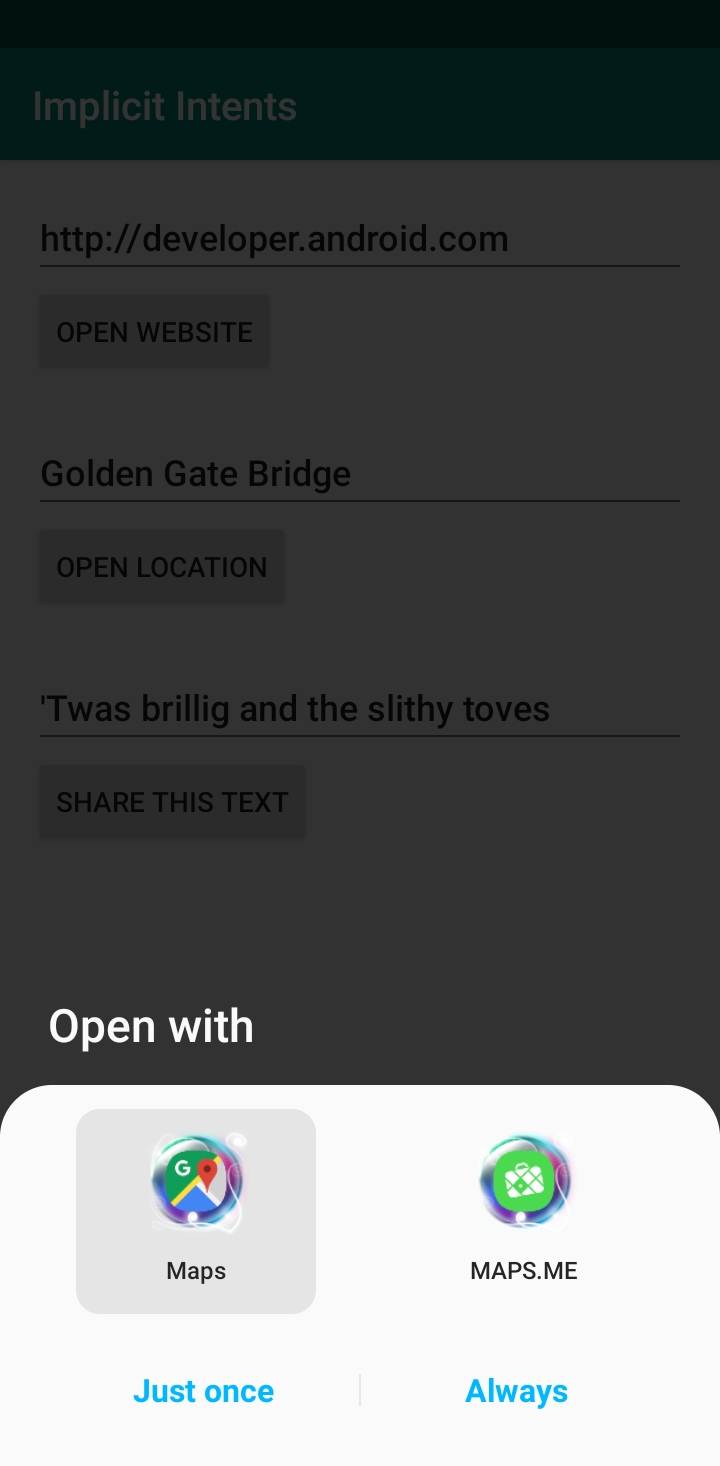 Implicit Intents
http://developer.android.com
OPEN WEBSITE
Golden Gate Bridge
OPEN LOCATION
'Twas brillig and the slithy toves
SHARE THIS TEXT
Open with
G
Maps
MAPS.ME
Just once
Always